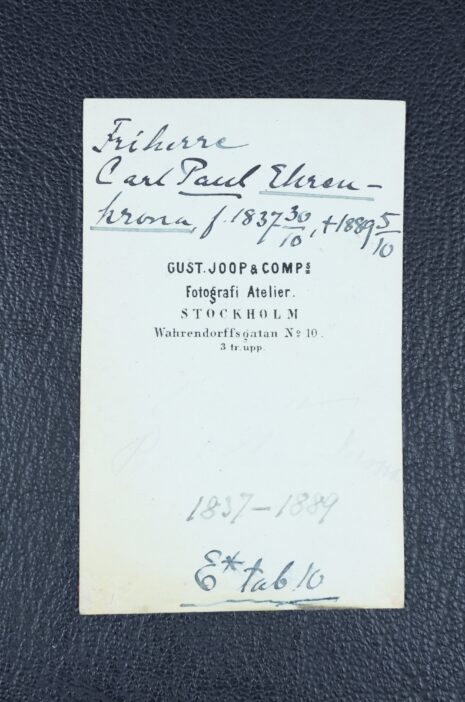 Friherre
Carl Paul Ehren-
krona, f. 1837 30/10, † 1889 5/10
GUST. JOOP & COMPS
Fotografi Atelier.
STOCKHOLM
Wahrendorffsgatan No 10.
3 tr. upp.
1837-1889
E* tab. 10